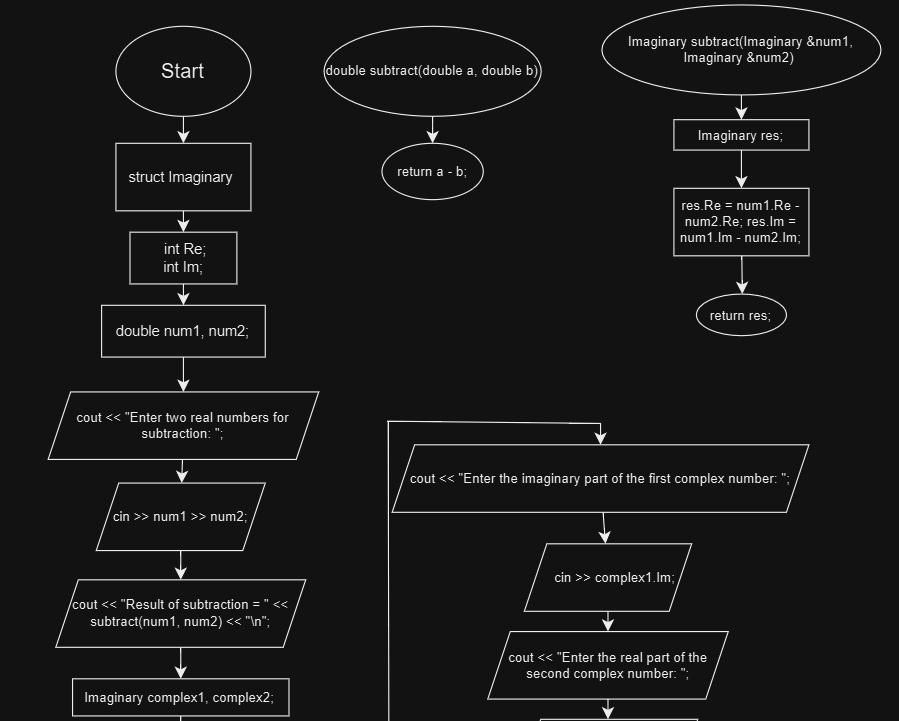 Start
struct Imaginary
int Re;
int Im;
double num1, num2;
cout << "Enter two real numbers for
subtraction: ";
cin >> num1 >> num2;
cout << "Result of subtraction = " <<
subtract(num1, num2) << "\n";
Imaginary complex1, complex2;
double subtract(double a, double b)
return a - b;
Imaginary subtract(Imaginary &num1,
Imaginary &num2)
Imaginary res;
res.Re = num1.Re -
num2.Re; res.Im =
num1.Im - num2.Im;
return res;
cout << "Enter the imaginary part of the first complex number: ";
cin >> complex1.Im;
cout << "Enter the real part of the
second complex number: ";